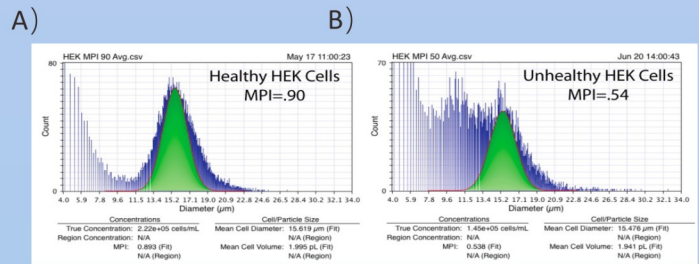 A)
HEK MPI 90 Avg.csv May 17 11:00:23
Healthy HEK Cells
MPI=.90
80
Count
0
4.0 5.9 7.8 9.6 11.5 13.4 15.2 17.1 19.0 20.9 22.8 24.6 26.5 28.4 30.2 32.1 34.0
Diameter (µm)
Concentrations
True Concentration: 2.22e+05 cells/mL
Region Concentration: N/A
MPI: 0.893 (Fit)
N/A (Region)
Cell/Particle Size
Mean Cell Diameter: 15.619 µm (Fit)
N/A (Region)
Mean Cell Volume: 1.995 pL (Fit)
N/A (Region)
B)
HEK MPI 50 Avg.csv Jun 20 14:00:43
Unhealthy HEK Cells
MPI=.54
70
Count
0
4.0 5.9 7.8 9.6 11.5 13.4 15.2 17.1 19.0 20.9 22.8 24.6 26.5 28.4 30.2 32.1 34.0
Diameter (µm)
Concentrations
True Concentration: 1.45e+05 cells/mL
Region Concentration: N/A
MPI: 0.538 (Fit)
N/A (Region)
Cell/Particle Size
Mean Cell Diameter: 15.476 µm (Fit)
N/A (Region)
Mean Cell Volume: 1.941 pL (Fit)
N/A (Region)